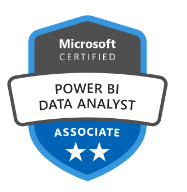 Microsoft
CERTIFIED
POWER BI
DATA ANALYST
ASSOCIATE